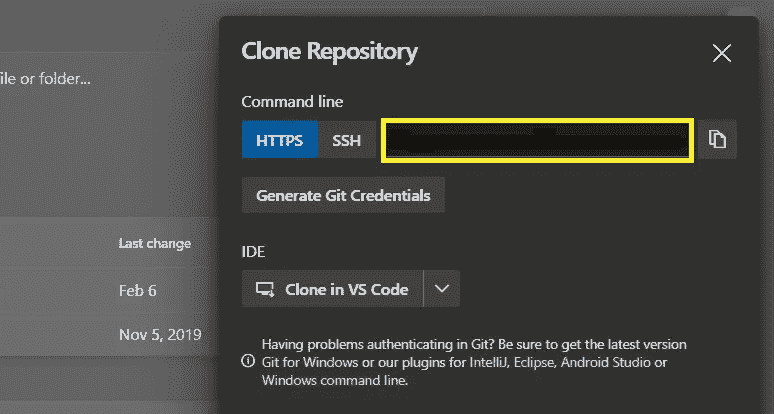 Clone Repository
file or folder...
Command line
HTTPS SSH
Generate Git Credentials
Last change
IDE
Feb 6
Clone in VS Code
Nov 5, 2019
Having problems authenticating in Git? Be sure to get the latest version
Git for Windows or our plugins for IntelliJ, Eclipse, Android Studio or
Windows command line.